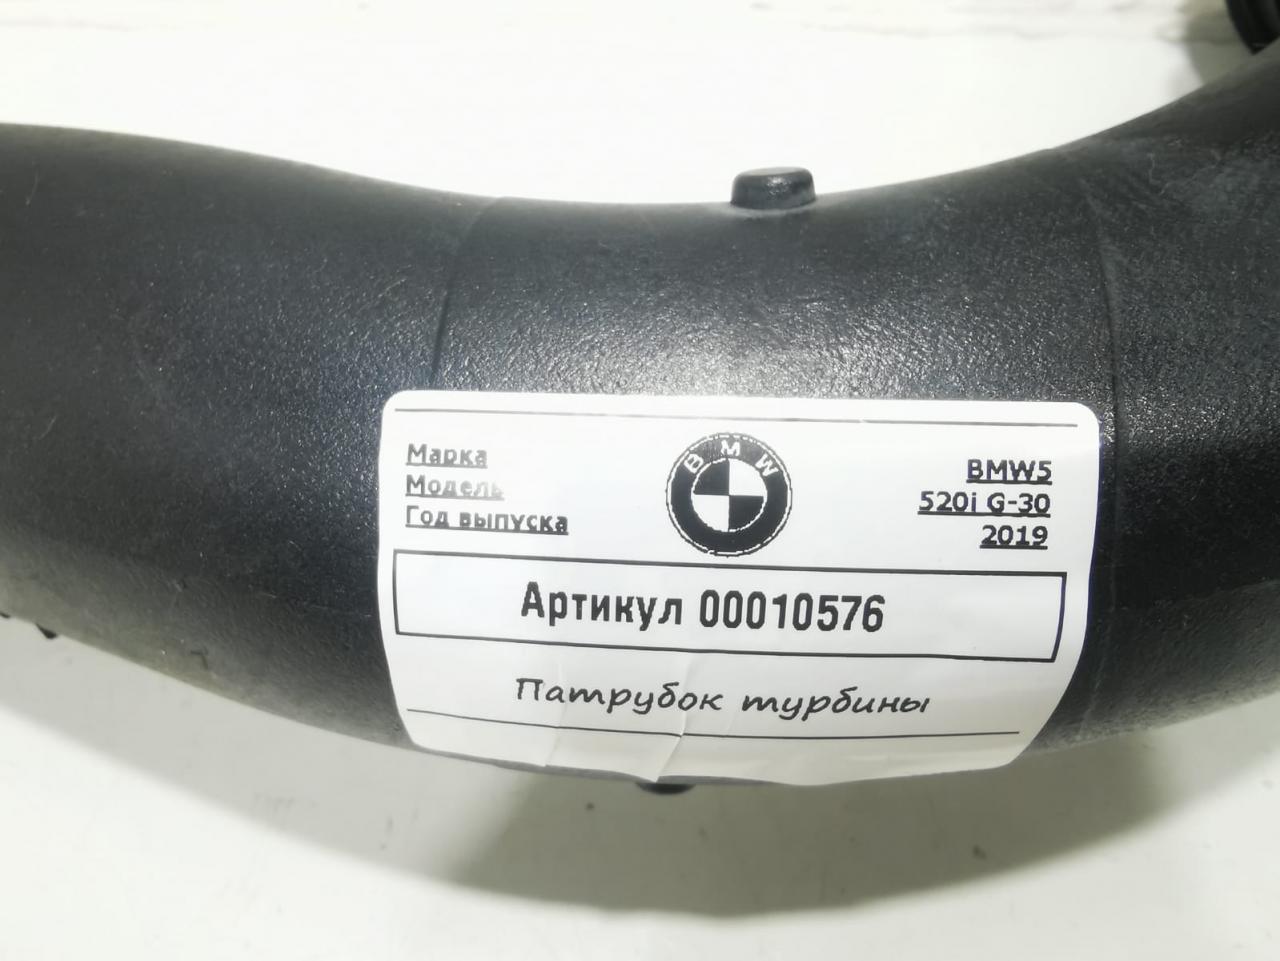 Марка BMW5
Модель 520i G-30
Год выпуска 2019
BMW
Артикул 00010576
Патрубок турбины